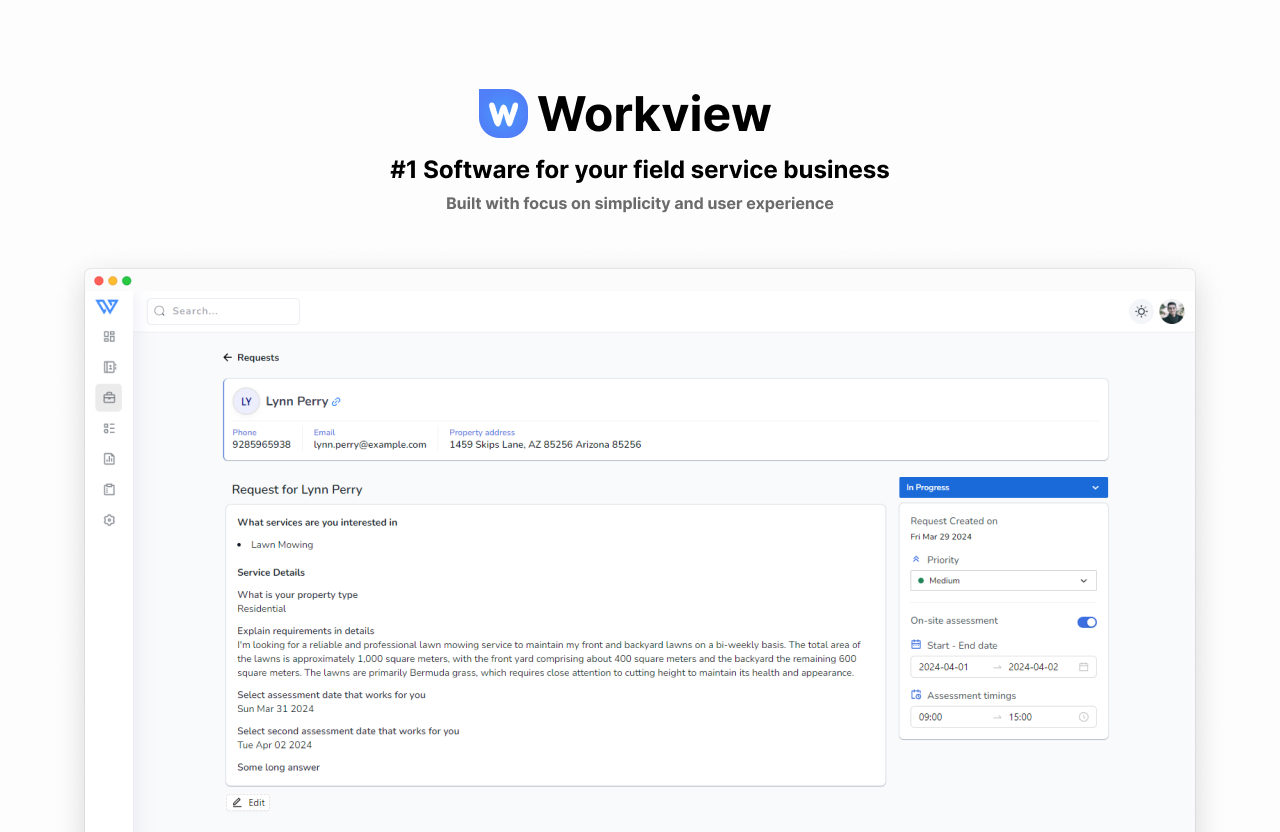 W Workview
#1 Software for your field service business
Built with focus on simplicity and user experience
Search...
Requests
LY Lynn Perry
Phone Email Property address
9285965938 lynn.perry@example.com 1459 Skips Lane, AZ 85256 Arizona 85256
Request for Lynn Perry
What services are you interested in
• Lawn Mowing
Service Details
What is your property type
Residential
Explain requirements in details
I'm looking for a reliable and professional lawn mowing service to maintain my front and backyard lawns on a bi-weekly basis. The total area of
the lawns is approximately 1,000 square meters, with the front yard comprising about 400 square meters and the backyard the remaining 600
square meters. The lawns are primarily Bermuda grass, which requires close attention to cutting height to maintain its health and appearance.
Select assessment date that works for you
Sun Mar 31 2024
Select second assessment date that works for you
Tue Apr 02 2024
Some long answer
Edit
In Progress
Request Created on
Fri Mar 29 2024
Priority
Medium
On-site assessment
Start - End date
2024-04-01 → 2024-04-02
Assessment timings
09:00 → 15:00